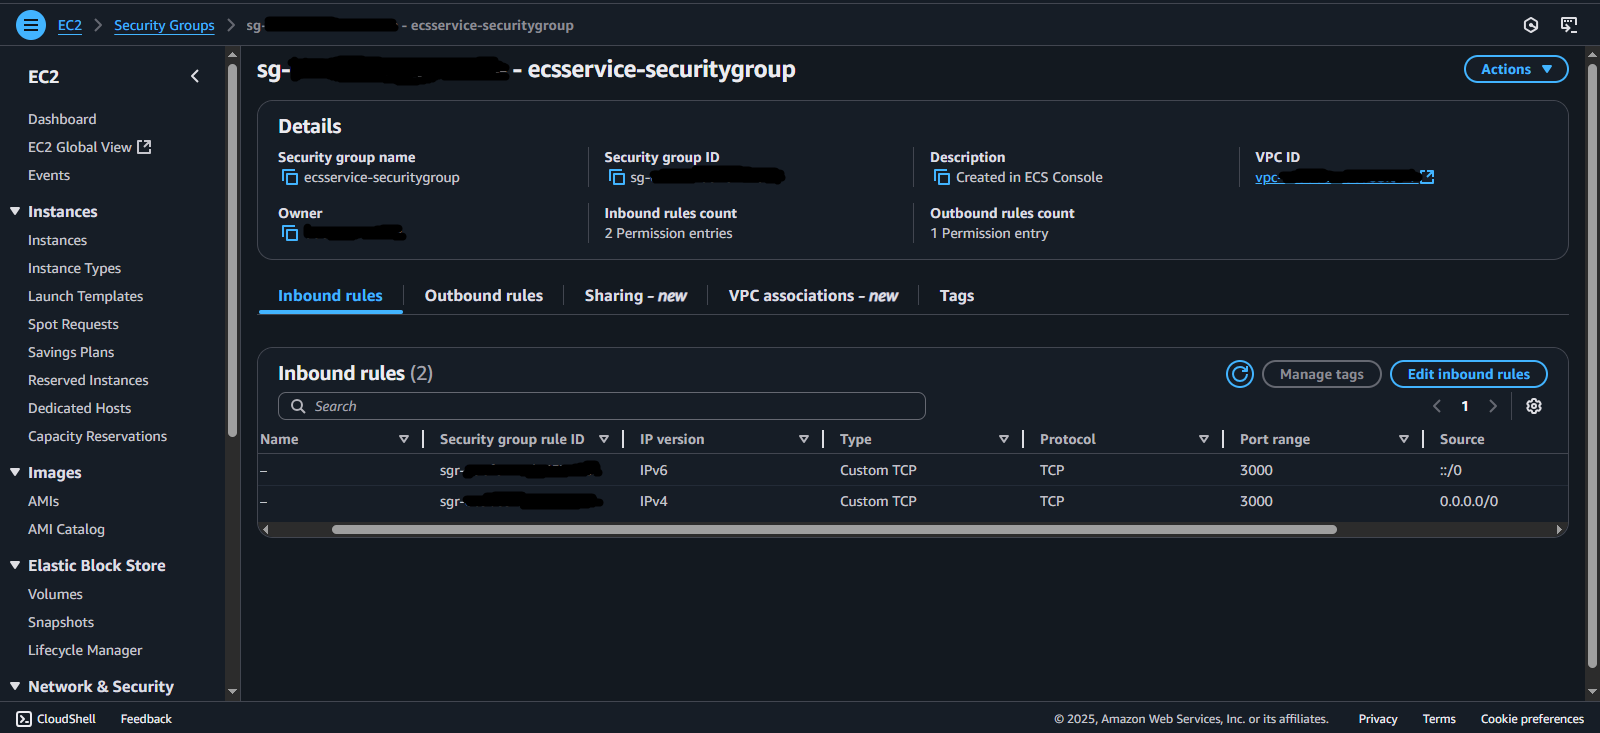 EC2 > Security Groups > sg- - ecsservice-securitygroup
EC2
Dashboard
EC2 Global View
Events
Instances
Instances
Instance Types
Launch Templates
Spot Requests
Savings Plans
Reserved Instances
Dedicated Hosts
Capacity Reservations
Images
AMIs
AMI Catalog
Elastic Block Store
Volumes
Snapshots
Lifecycle Manager
Network & Security
sg- - ecsservice-securitygroup
Actions
Details
Security group name
ecsservice-securitygroup
Security group ID
sg-
Description
Created in ECS Console
VPC ID
vpc-
Owner
Inbound rules count
2 Permission entries
Outbound rules count
1 Permission entry
Inbound rules
Outbound rules
Sharing - new
VPC associations - new
Tags
Inbound rules (2)
Manage tags
Edit inbound rules
Search
1
Name Security group rule ID IP version Type Protocol Port range Source
– sgr- IPv6 Custom TCP TCP 3000 ::/0
– sgr- IPv4 Custom TCP TCP 3000 0.0.0.0/0
CloudShell Feedback © 2025, Amazon Web Services, Inc. or its affiliates. Privacy Terms Cookie preferences